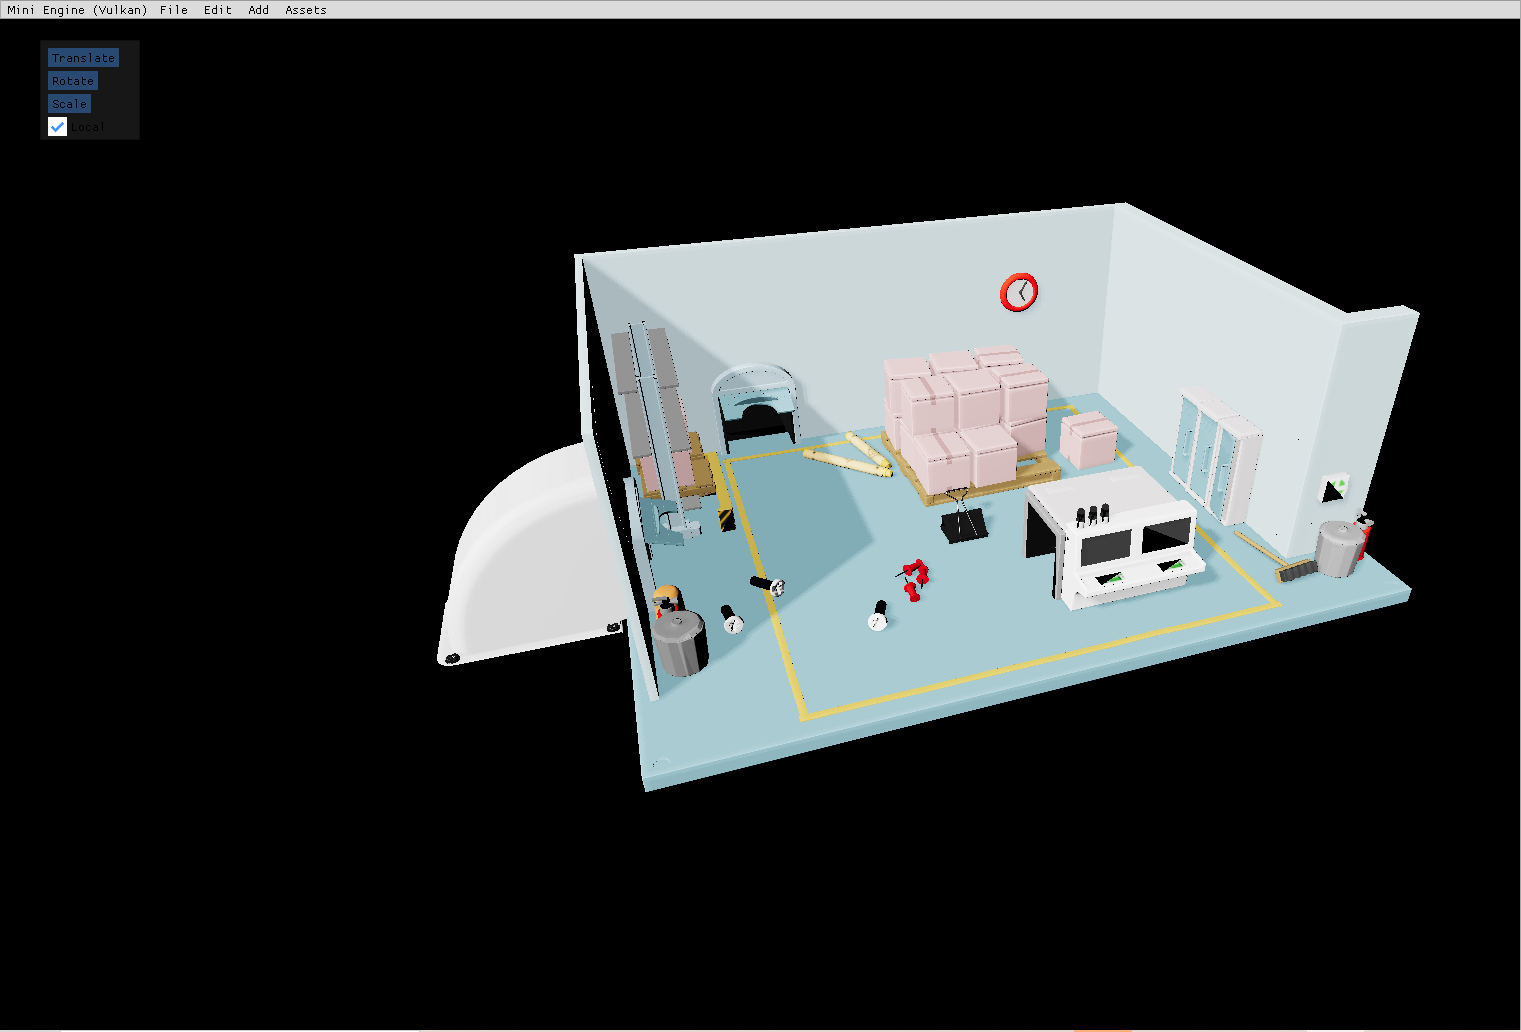 Mini Engine (Vulkan) File Edit Add Assets
Translate
Rotate
Scale
Local